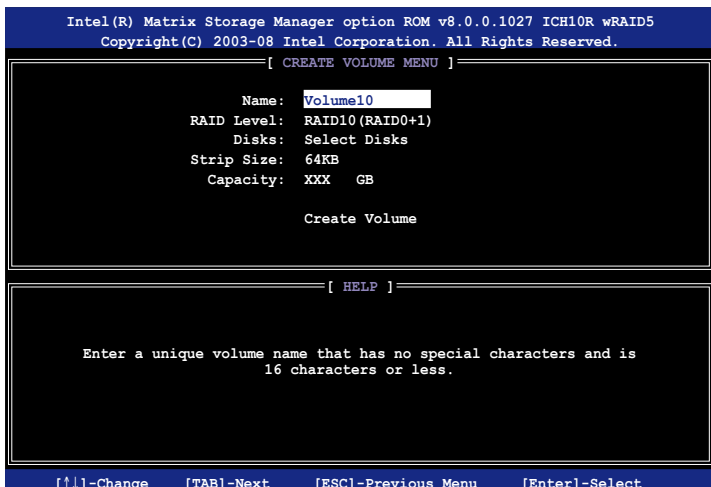 Intel(R) Matrix Storage Manager option ROM v8.0.0.1027 ICH10R wRAID5
Copyright(C) 2003-08 Intel Corporation. All Rights Reserved.
[ CREATE VOLUME MENU ]
Name: Volume10
RAID Level: RAID10(RAID0+1)
Disks: Select Disks
Strip Size: 64KB
Capacity: XXX GB
Create Volume
[ HELP ]
Enter a unique volume name that has no special characters and is
16 characters or less.
[↑↓]-Change [TAB]-Next [ESC]-Previous Menu [Enter]-Select